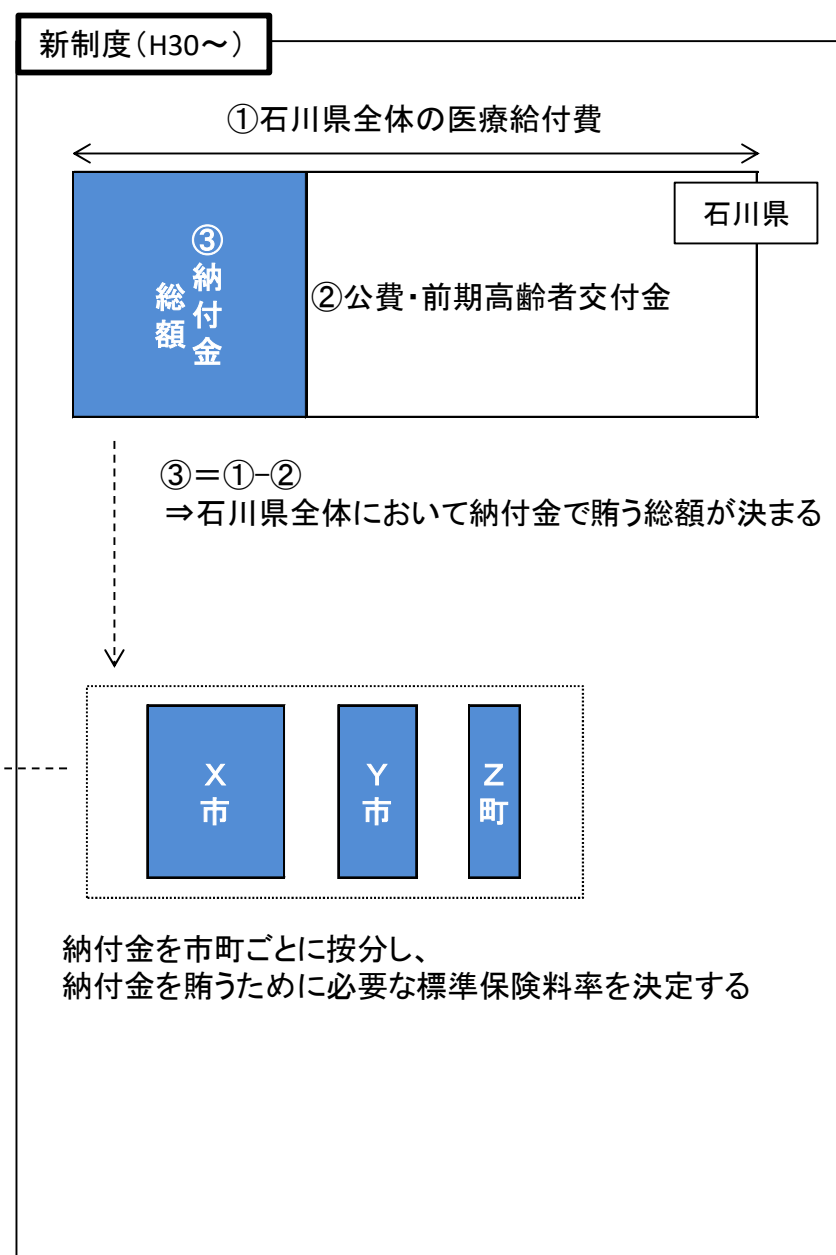 新制度(H30～)
①石川県全体の医療給付費
石川県
③納付金
総額
②公費・前期高齢者交付金
③＝①-②
⇒石川県全体において納付金で賄う総額が決まる
X市
Y市
Z町
納付金を市町ごとに按分し、
納付金を賄うために必要な標準保険料率を決定する